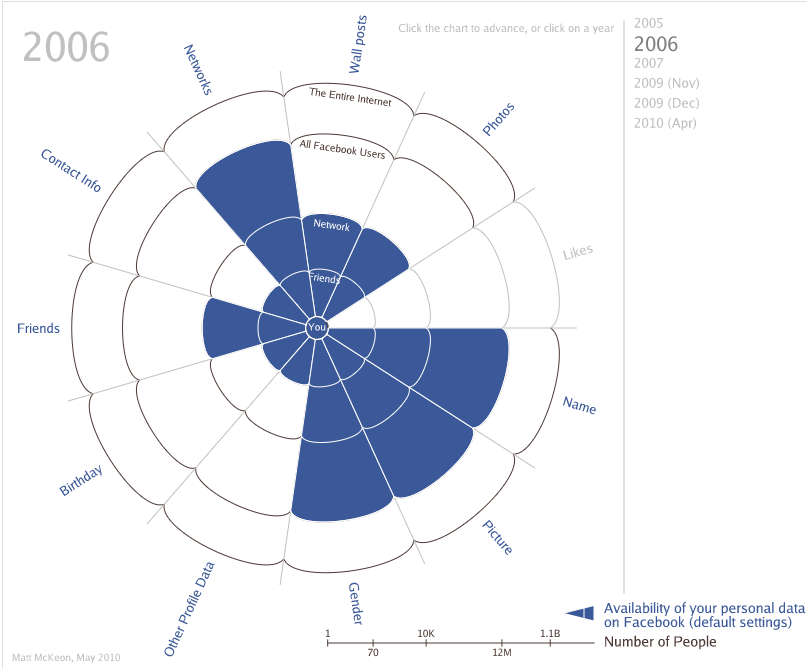 2006
Click the chart to advance, or click on a year
2005
2006
2007
2009 (Nov)
2009 (Dec)
2010 (Apr)
Networks
Wall posts
Photos
Contact Info
Likes
Friends
Name
Birthday
Picture
Other Profile Data
Gender
The Entire Internet
All Facebook Users
Network
Friends
You
Availability of your personal data
on Facebook (default settings)
Number of People
1
10K
1.1B
70
12M
Matt McKeon, May 2010